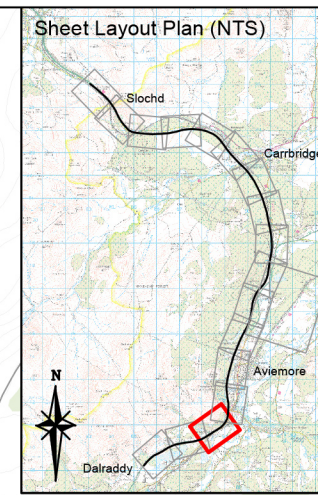 Sheet Layout Plan (NTS)
Slochd
Carrbridge
Aviemore
N
Dalraddy